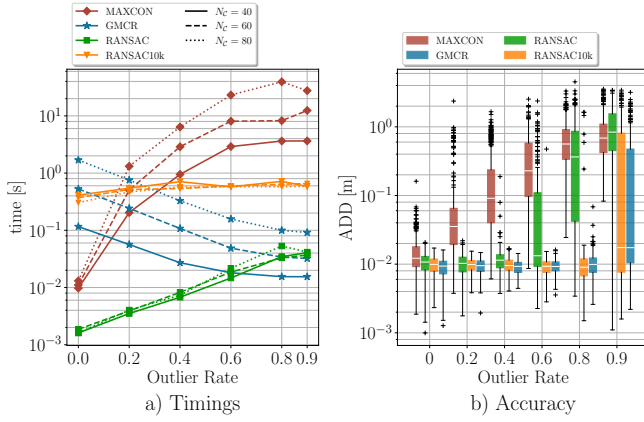 MAXCON
GMCR
RANSAC
RANSAC10k
N_C = 40
N_C = 60
N_C = 80
time [s]
10^1
10^0
10^-1
10^-2
10^-3
0.0 0.2 0.4 0.6 0.8 0.9
Outlier Rate
a) Timings
MAXCON
GMCR
RANSAC
RANSAC10k
ADD [m]
10^0
10^-1
10^-2
10^-3
0 0.2 0.4 0.6 0.8 0.9
Outlier Rate
b) Accuracy